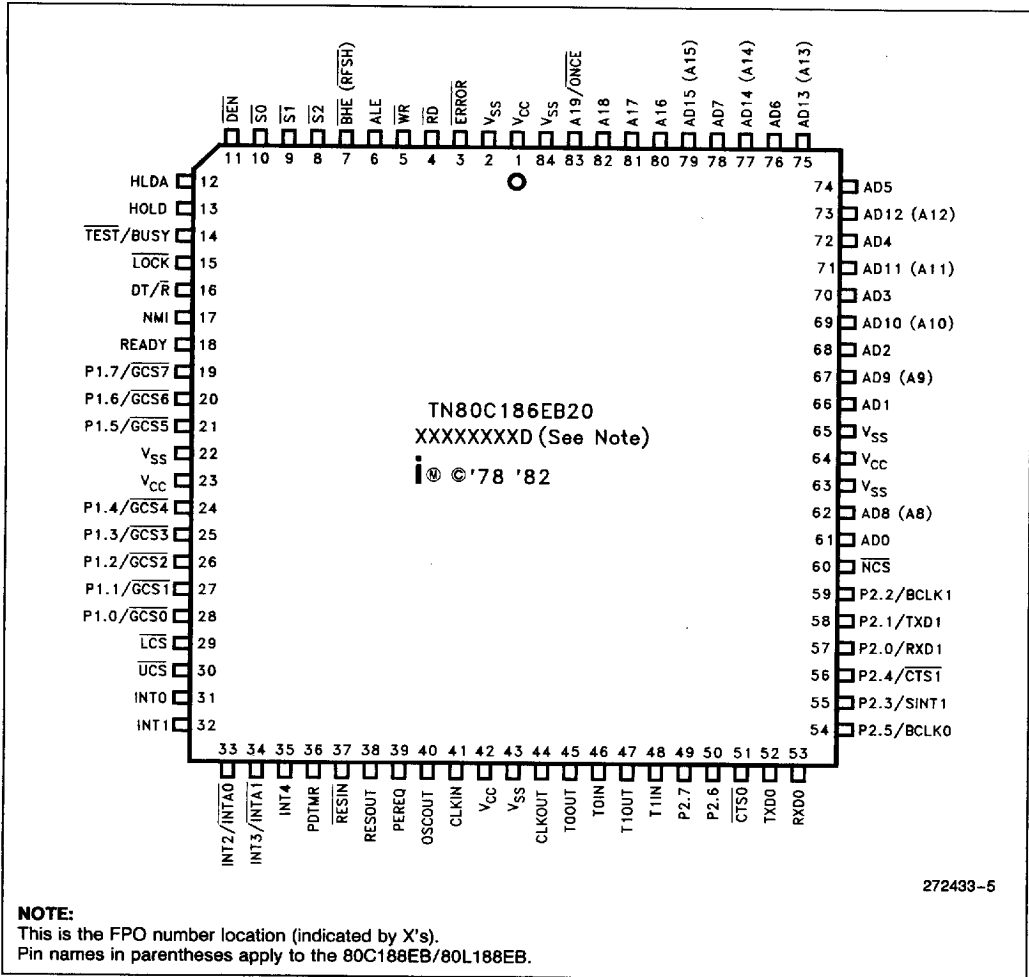 DEN
S0
S1
S2
BHE (RFSH)
ALE
WR
RD
ERROR
VSS
VCC
VSS
A19/ONCE
A18
A17
A16
AD15 (A15)
AD7
AD14 (A14)
AD6
AD13 (A13)
11 10 9 8 7 6 5 4 3 2 1 84 83 82 81 80 79 78 77 76 75
HLDA 12
HOLD 13
TEST/BUSY 14
LOCK 15
DT/R 16
NMI 17
READY 18
P1.7/GCS7 19
P1.6/GCS6 20
P1.5/GCS5 21
VSS 22
VCC 23
P1.4/GCS4 24
P1.3/GCS3 25
P1.2/GCS2 26
P1.1/GCS1 27
P1.0/GCS0 28
LCS 29
UCS 30
INT0 31
INT1 32
TN80C186EB20
XXXXXXXXD (See Note)
i Ⓜ © '78 '82
74 AD5
73 AD12 (A12)
72 AD4
71 AD11 (A11)
70 AD3
69 AD10 (A10)
68 AD2
67 AD9 (A9)
66 AD1
65 VSS
64 VCC
63 VSS
62 AD8 (A8)
61 AD0
60 NCS
59 P2.2/BCLK1
58 P2.1/TXD1
57 P2.0/RXD1
56 P2.4/CTS1
55 P2.3/SINT1
54 P2.5/BCLK0
33 34 35 36 37 38 39 40 41 42 43 44 45 46 47 48 49 50 51 52 53
INT2/INTA0
INT3/INTA1
INT4
PDTMR
RESIN
RESOUT
PEREQ
OSCOUT
CLKIN
VCC
VSS
CLKOUT
T0OUT
T0IN
T1OUT
T1IN
P2.7
P2.6
CTS0
TXD0
RXD0
272433-5
NOTE:
This is the FPO number location (indicated by X's).
Pin names in parentheses apply to the 80C188EB/80L188EB.